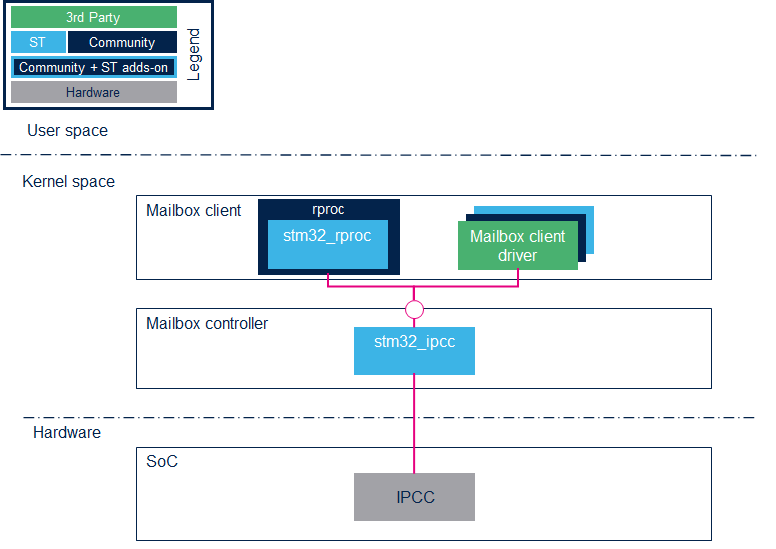 3rd Party
ST
Community
Community + ST adds-on
Hardware
Legend
User space
Kernel space
Mailbox client
rproc
stm32_rproc
Mailbox client
driver
Mailbox controller
stm32_ipcc
Hardware
SoC
IPCC